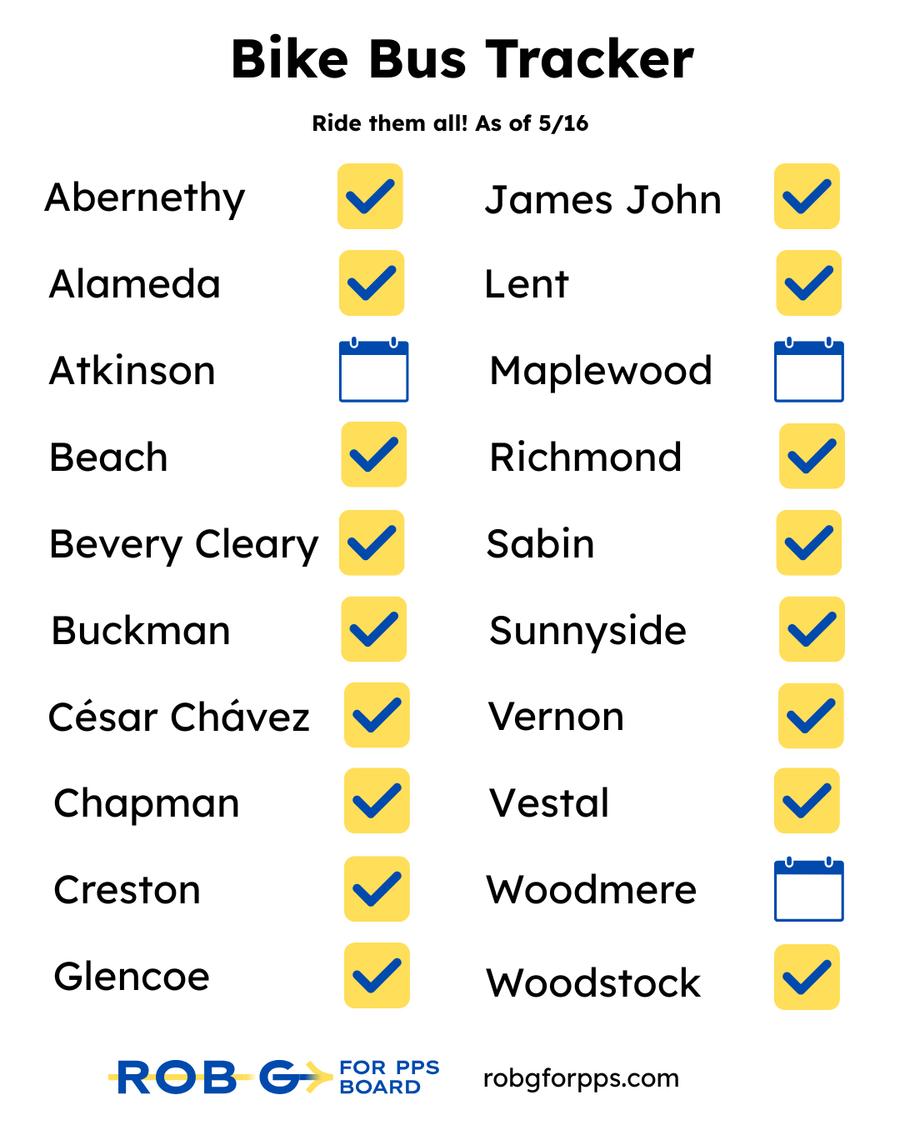 Bike Bus Tracker
Ride them all! As of 5/16
Abernethy
Alameda
Atkinson
Beach
Bevery Cleary
Buckman
César Chávez
Chapman
Creston
Glencoe
James John
Lent
Maplewood
Richmond
Sabin
Sunnyside
Vernon
Vestal
Woodmere
Woodstock
ROB G FOR PPS
BOARD
robgforpps.com